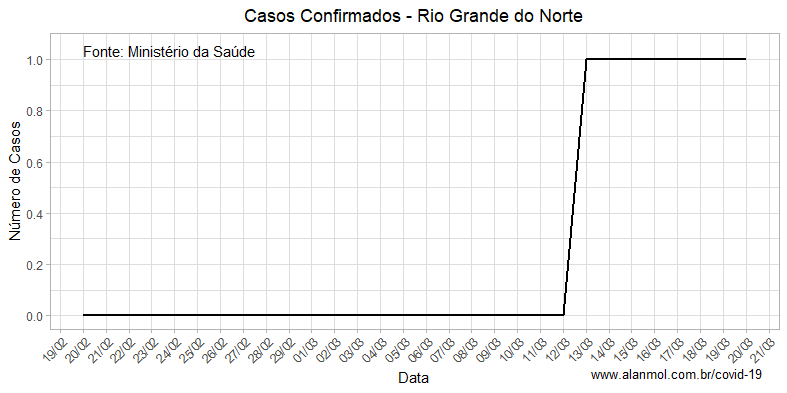 Casos Confirmados - Rio Grande do Norte
Fonte: Ministério da Saúde
Número de Casos
1.0
0.8
0.6
0.4
0.2
0.0
19/02 20/02 21/02 22/02 23/02 24/02 25/02 26/02 27/02 28/02 29/02 01/03 02/03 03/03 04/03 05/03 06/03 07/03 08/03 09/03 10/03 11/03 12/03 13/03 14/03 15/03 16/03 17/03 18/03 19/03 20/03 21/03
Data
www.alanmol.com.br/covid-19